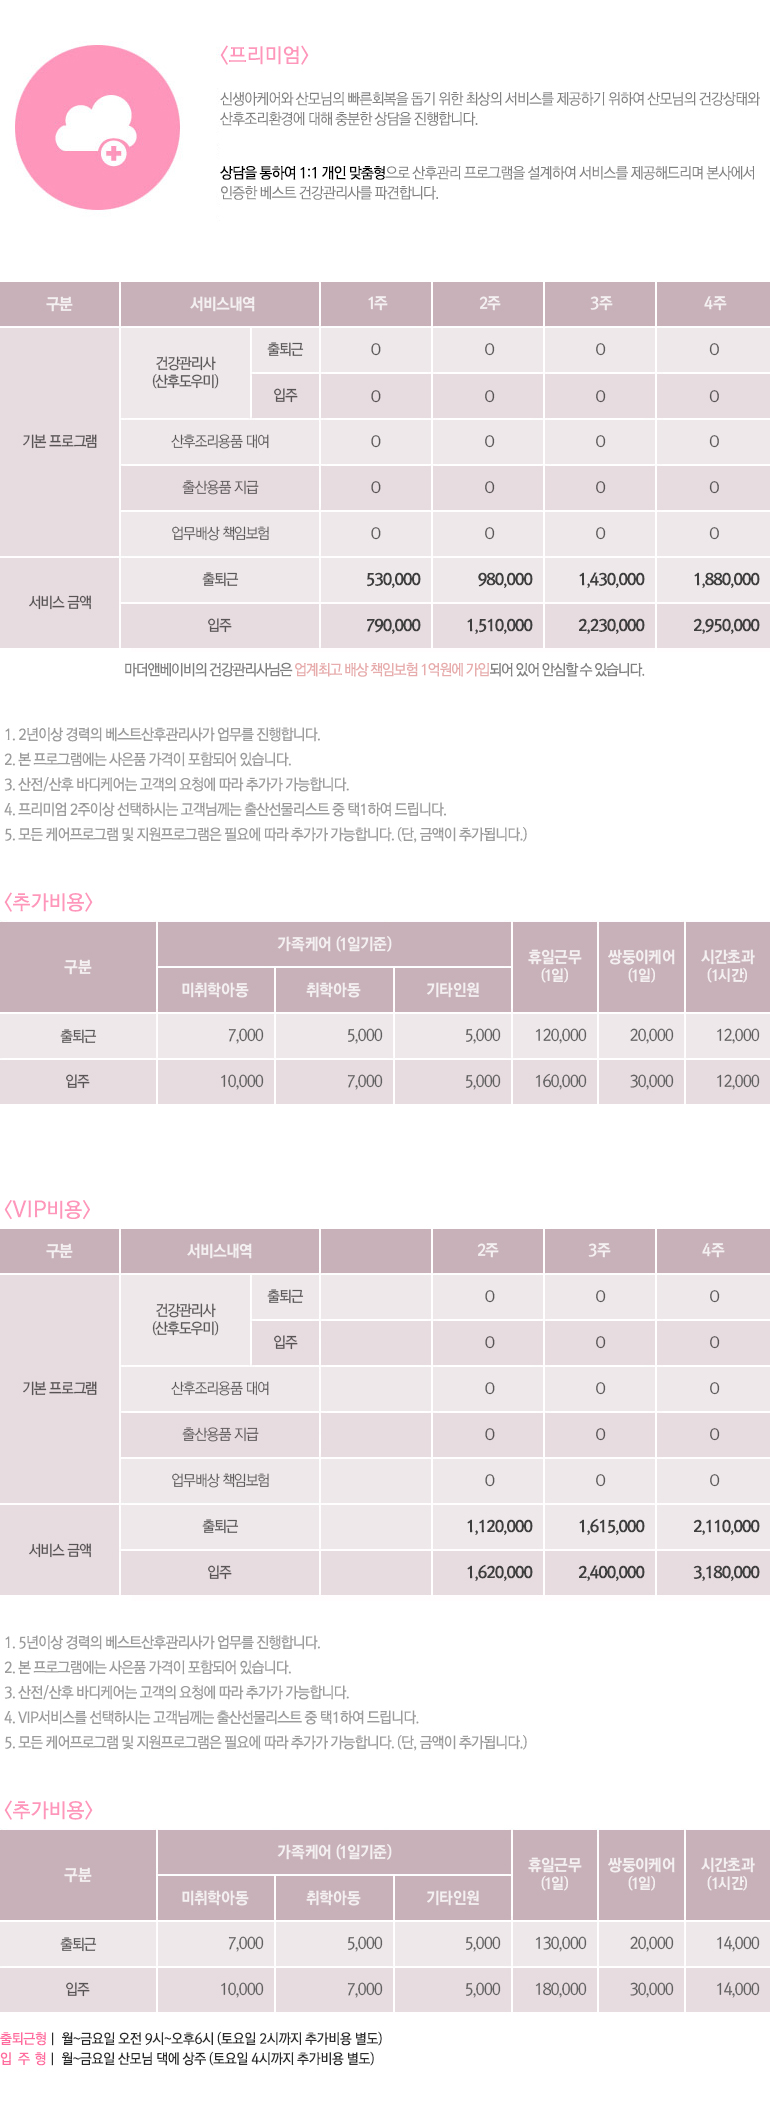 <프리미엄>
신생아케어와 산모님의 빠른회복을 돕기 위한 최상의 서비스를 제공하기 위하여 산모님의 건강상태와
산후조리환경에 대해 충분한 상담을 진행합니다.
상담을 통하여 1:1 개인 맞춤형으로 산후관리 프로그램을 설계하여 서비스를 제공해드리며 본사에서
인증한 베스트 건강관리사를 파견합니다.
구분 서비스내역 1주 2주 3주 4주
기본 프로그램 건강관리사 (산후도우미) 출퇴근 O O O O
입주 O O O O
산후조리용품 대여 O O O O
출산용품 지급 O O O O
업무배상 책임보험 O O O O
서비스 금액 출퇴근 530,000 980,000 1,430,000 1,880,000
입주 790,000 1,510,000 2,230,000 2,950,000
마더앤베이비의 건강관리사님은 업계최고 배상 책임보험 1억원에 가입되어 있어 안심할 수 있습니다.
1. 2년이상 경력의 베스트산후관리사가 업무를 진행합니다.
2. 본 프로그램에는 사은품 가격이 포함되어 있습니다.
3. 산전/산후 바디케어는 고객의 요청에 따라 추가가 가능합니다.
4. 프리미엄 2주이상 선택하시는 고객님께는 출산선물리스트 중 택1하여 드립니다.
5. 모든 케어프로그램 및 지원프로그램은 필요에 따라 추가가 가능합니다. (단, 금액이 추가됩니다.)
<추가비용>
구분 가족케어 (1일기준) 휴일근무 (1일) 쌍둥이케어 (1일) 시간초과 (1시간)
미취학아동 취학아동 기타인원
출퇴근 7,000 5,000 5,000 120,000 20,000 12,000
입주 10,000 7,000 5,000 160,000 30,000 12,000
<VIP비용>
구분 서비스내역 2주 3주 4주
기본 프로그램 건강관리사 (산후도우미) 출퇴근 O O O
입주 O O O
산후조리용품 대여 O O O
출산용품 지급 O O O
업무배상 책임보험 O O O
서비스 금액 출퇴근 1,120,000 1,615,000 2,110,000
입주 1,620,000 2,400,000 3,180,000
1. 5년이상 경력의 베스트산후관리사가 업무를 진행합니다.
2. 본 프로그램에는 사은품 가격이 포함되어 있습니다.
3. 산전/산후 바디케어는 고객의 요청에 따라 추가가 가능합니다.
4. VIP서비스를 선택하시는 고객님께는 출산선물리스트 중 택1하여 드립니다.
5. 모든 케어프로그램 및 지원프로그램은 필요에 따라 추가가 가능합니다. (단, 금액이 추가됩니다.)
<추가비용>
구분 가족케어 (1일기준) 휴일근무 (1일) 쌍둥이케어 (1일) 시간초과 (1시간)
미취학아동 취학아동 기타인원
출퇴근 7,000 5,000 5,000 130,000 20,000 14,000
입주 10,000 7,000 5,000 180,000 30,000 14,000
출퇴근형 | 월~금요일 오전 9시~오후6시 (토요일 2시까지 추가비용 별도)
입 주 형 | 월~금요일 산모님 댁에 상주 (토요일 4시까지 추가비용 별도)